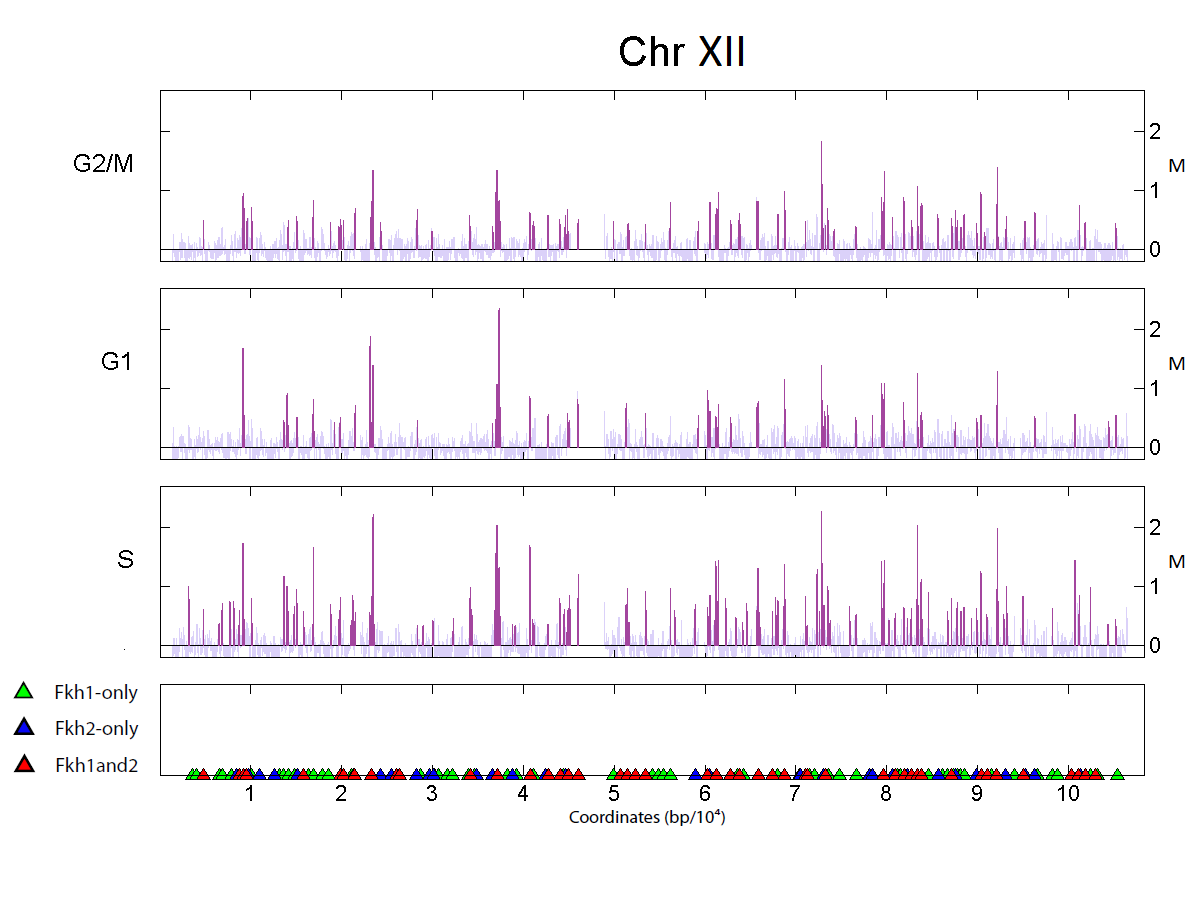 Chr XII
G2/M
2
1
0
M
G1
2
1
0
M
S
2
1
0
M
Fkh1-only
Fkh2-only
Fkh1and2
1 2 3 4 5 6 7 8 9 10
Coordinates (bp/10⁴)